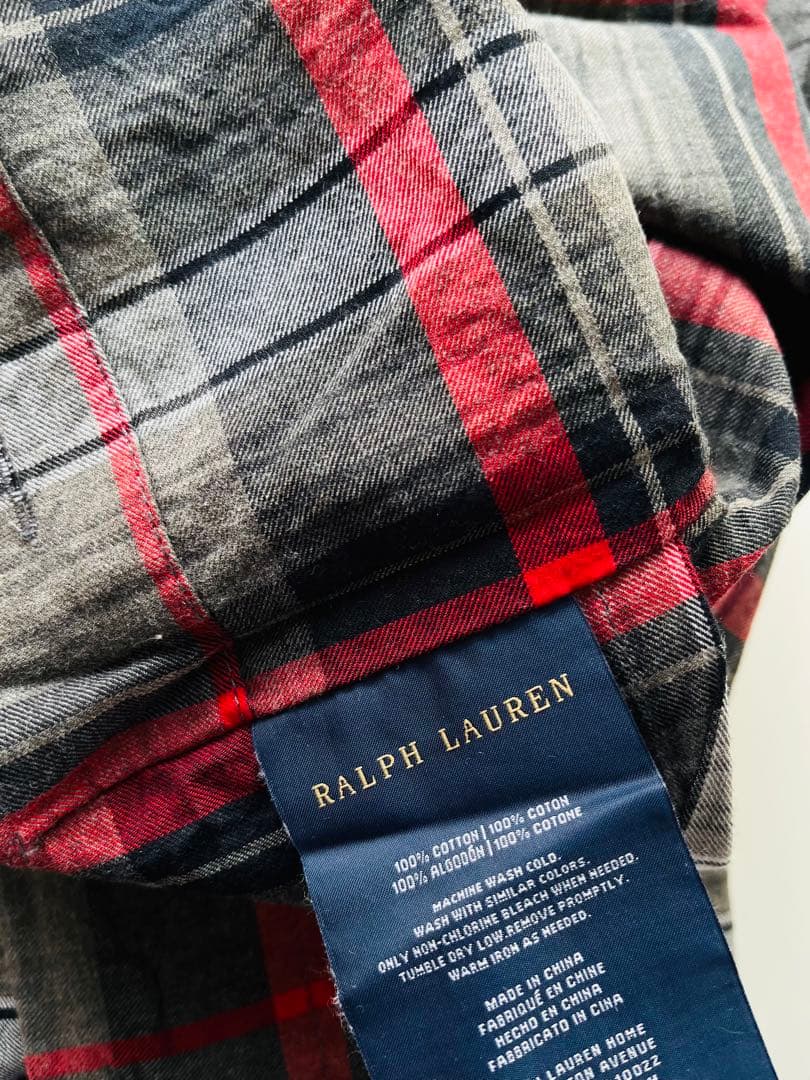 RALPH LAUREN
100% COTTON | 100% COTON
100% ALGODÓN | 100% COTONE
MACHINE WASH COLD.
WASH WITH SIMILAR COLORS.
ONLY NON-CHLORINE BLEACH WHEN NEEDED.
TUMBLE DRY LOW.REMOVE PROMPTLY.
WARM IRON AS NEEDED.
MADE IN CHINA
FABRIQUÉ EN CHINE
HECHO EN CHINA
FABBRICATO IN CINA
LAUREN HOME
AVENUE
10022